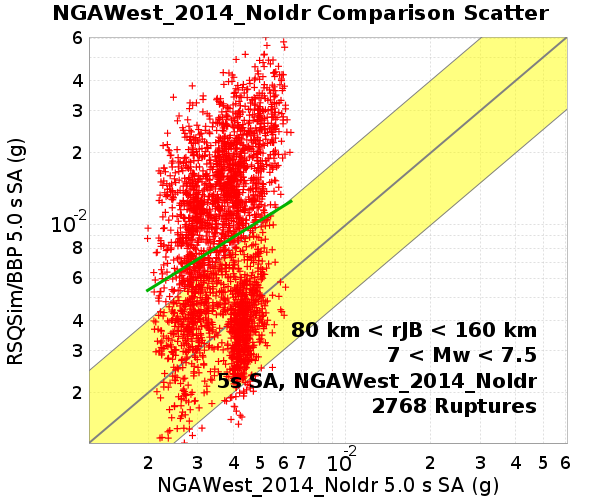 NGAWest_2014_NoIdr Comparison Scatter
RSQSim/BBP 5.0 s SA (g)
6
4
3
2
10-2
8
6
4
3
2
80 km < rJB < 160 km
7 < Mw < 7.5
5s SA, NGAWest_2014_NoIdr
2768 Ruptures
2 3 4 5 6 7 10-2 2 3 4 5 6
NGAWest_2014_NoIdr 5.0 s SA (g)